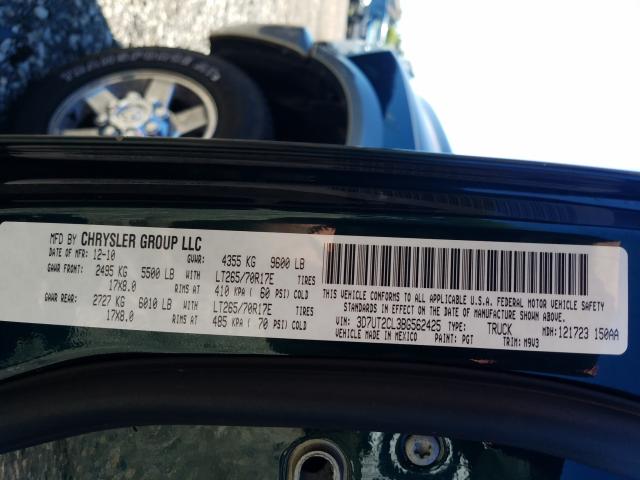 TRANSFORCE AT
MFD BY CHRYSLER GROUP LLC
DATE OF MFR: 12-10 GVWR: 4355 KG 9600 LB
GAWR FRONT: 2495 KG 5500 LB WITH LT265/70R17E TIRES
17X8.0 RIMS AT 410 KPA ( 60 PSI) COLD
GAWR REAR: 2727 KG 6010 LB WITH LT265/70R17E TIRES
17X8.0 RIMS AT 485 KPA ( 70 PSI) COLD
THIS VEHICLE CONFORMS TO ALL APPLICABLE U.S.A. FEDERAL MOTOR VEHICLE SAFETY
STANDARDS IN EFFECT ON THE DATE OF MANUFACTURE SHOWN ABOVE.
VIN: 3D7UT2CL3BG562425 TYPE: TRUCK MDH: 121723 150AA
VEHICLE MADE IN MEXICO PAINT: PGT TRIM: M9V3